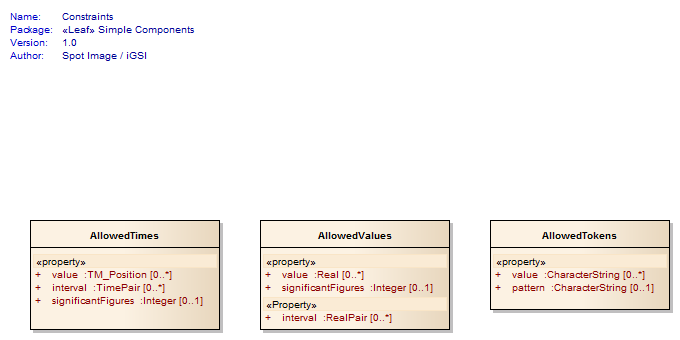 Name: Constraints
Package: «Leaf» Simple Components
Version: 1.0
Author: Spot Image / iGSI
AllowedTimes
«property»
+ value :TM_Position [0..*]
+ interval :TimePair [0..*]
+ significantFigures :Integer [0..1]
AllowedValues
«property»
+ value :Real [0..*]
+ significantFigures :Integer [0..1]
«Property»
+ interval :RealPair [0..*]
AllowedTokens
«property»
+ value :CharacterString [0..*]
+ pattern :CharacterString [0..1]